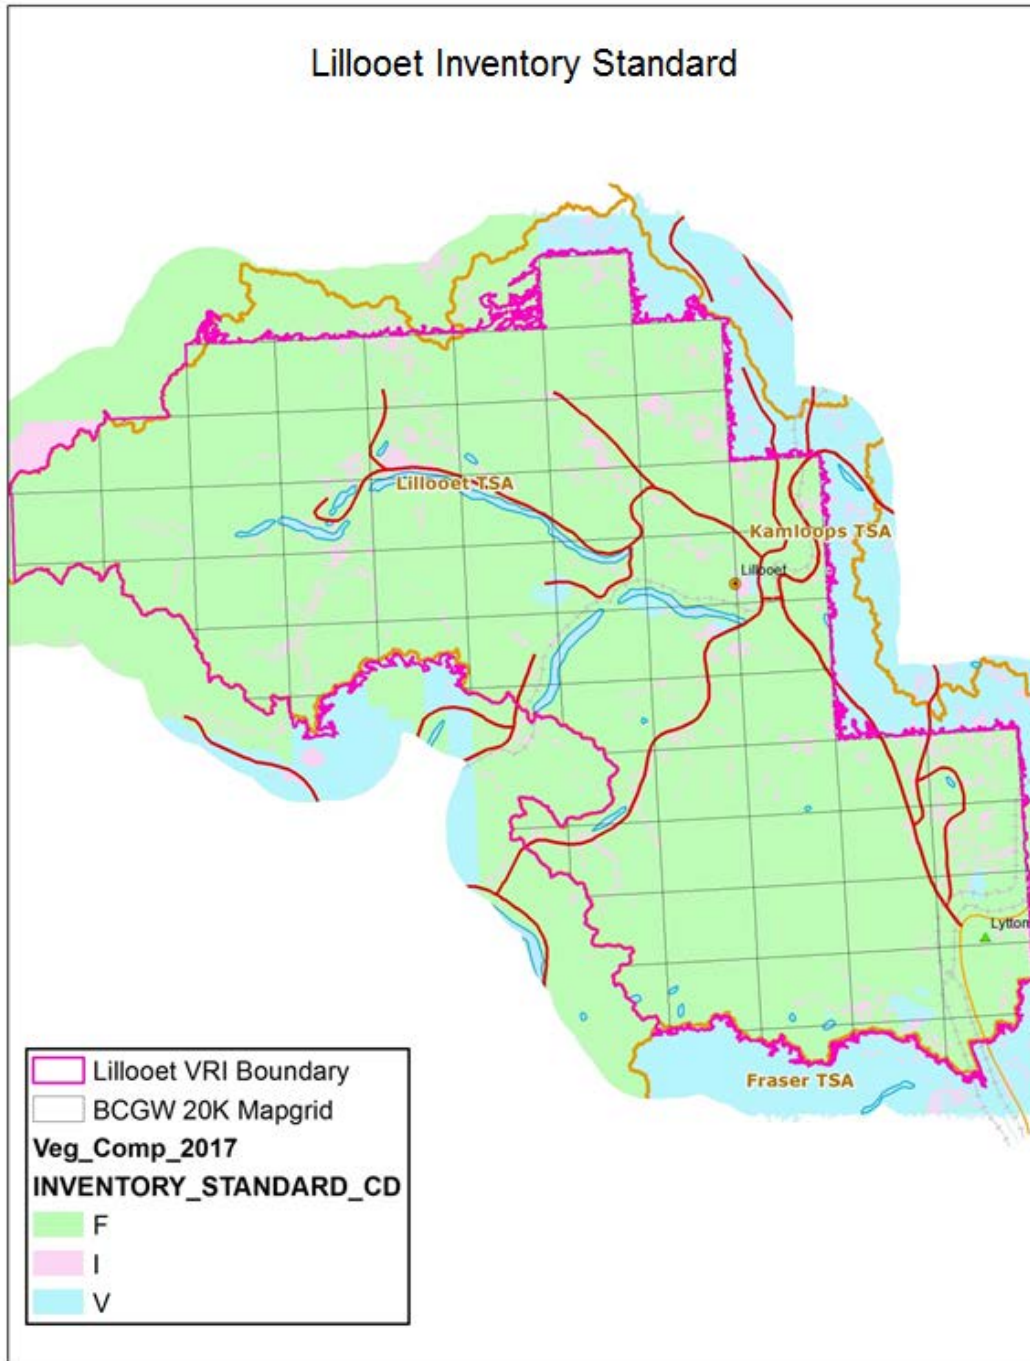 Lillooet Inventory Standard
Lillooet TSA
Kamloops TSA
Lillooet
Lytton
Fraser TSA
Lillooet VRI Boundary
BCGW 20K Mapgrid
Veg_Comp_2017
INVENTORY_STANDARD_CD
F
I
V